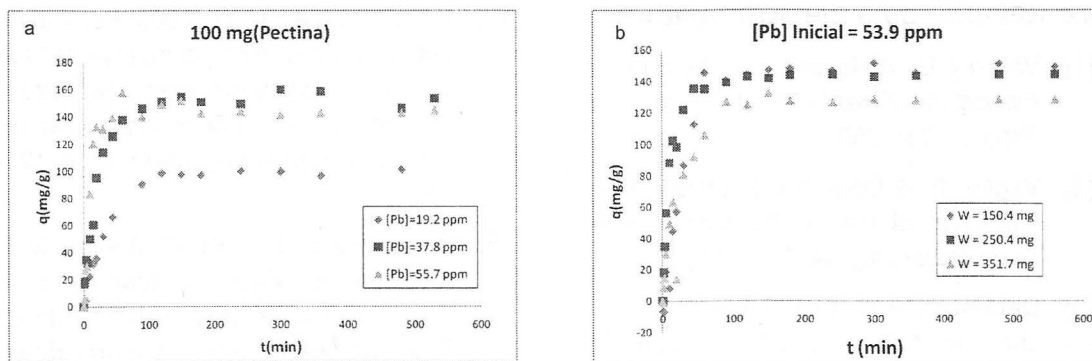 a
100 mg(Pectina)
180
160
140
120
100
80
60
40
20
0
q(mg/g)
0 100 200 300 400 500 600
t(min)
[Pb]=19.2 ppm
[Pb]=37.8 ppm
[Pb]=55.7 ppm
b
[Pb] Inicial = 53.9 ppm
160
140
120
100
80
60
40
20
0
-20
q(mg/g)
0 100 200 300 400 500 600
t (min)
W = 150.4 mg
W = 250.4 mg
W = 351.7 mg